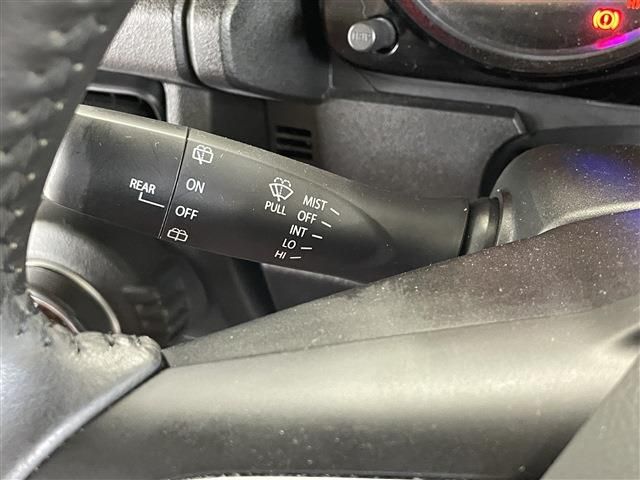 REAR
ON
OFF
PULL
MIST
OFF
INT
LO
HI